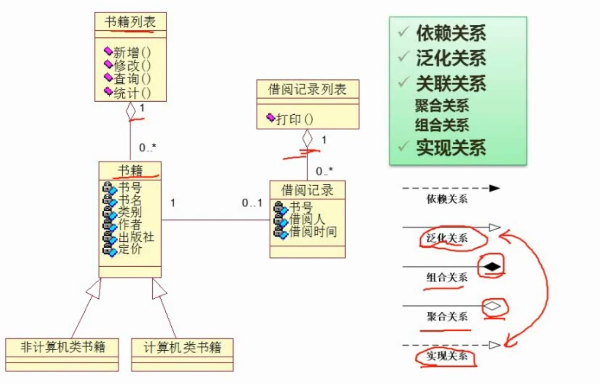 书籍列表
新增()
修改()
查询()
统计()
1
0..*
书籍
书号
书名
类别
作者
出版社
定价
1
0..1
借阅记录列表
打印()
1
0..*
借阅记录
书号
借阅人
借阅时间
非计算机类书籍
计算机类书籍
依赖关系
泛化关系
关联关系
聚合关系
组合关系
实现关系
依赖关系
泛化关系
组合关系
聚合关系
实现关系